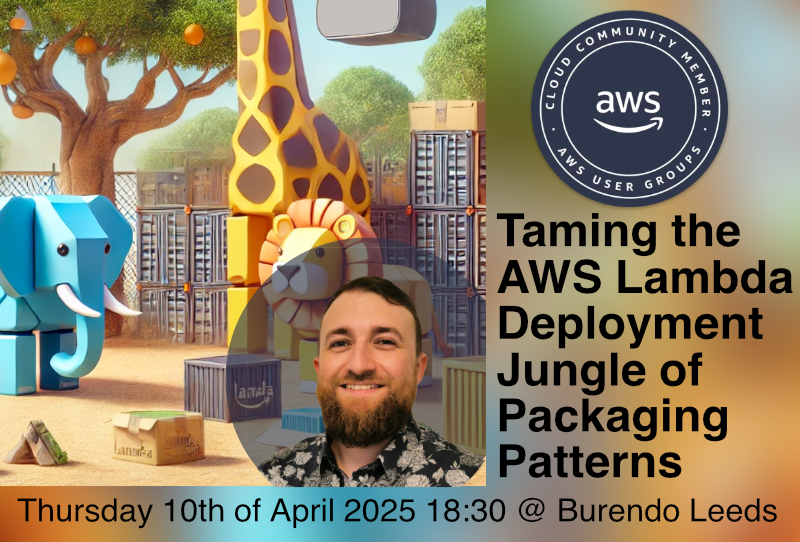 CLOUD COMMUNITY MEMBER
aws
AWS USER GROUPS
Taming the
AWS Lambda
Deployment
Jungle of
Packaging
Patterns
lamda
Thursday 10th of April 2025 18:30 @ Burendo Leeds